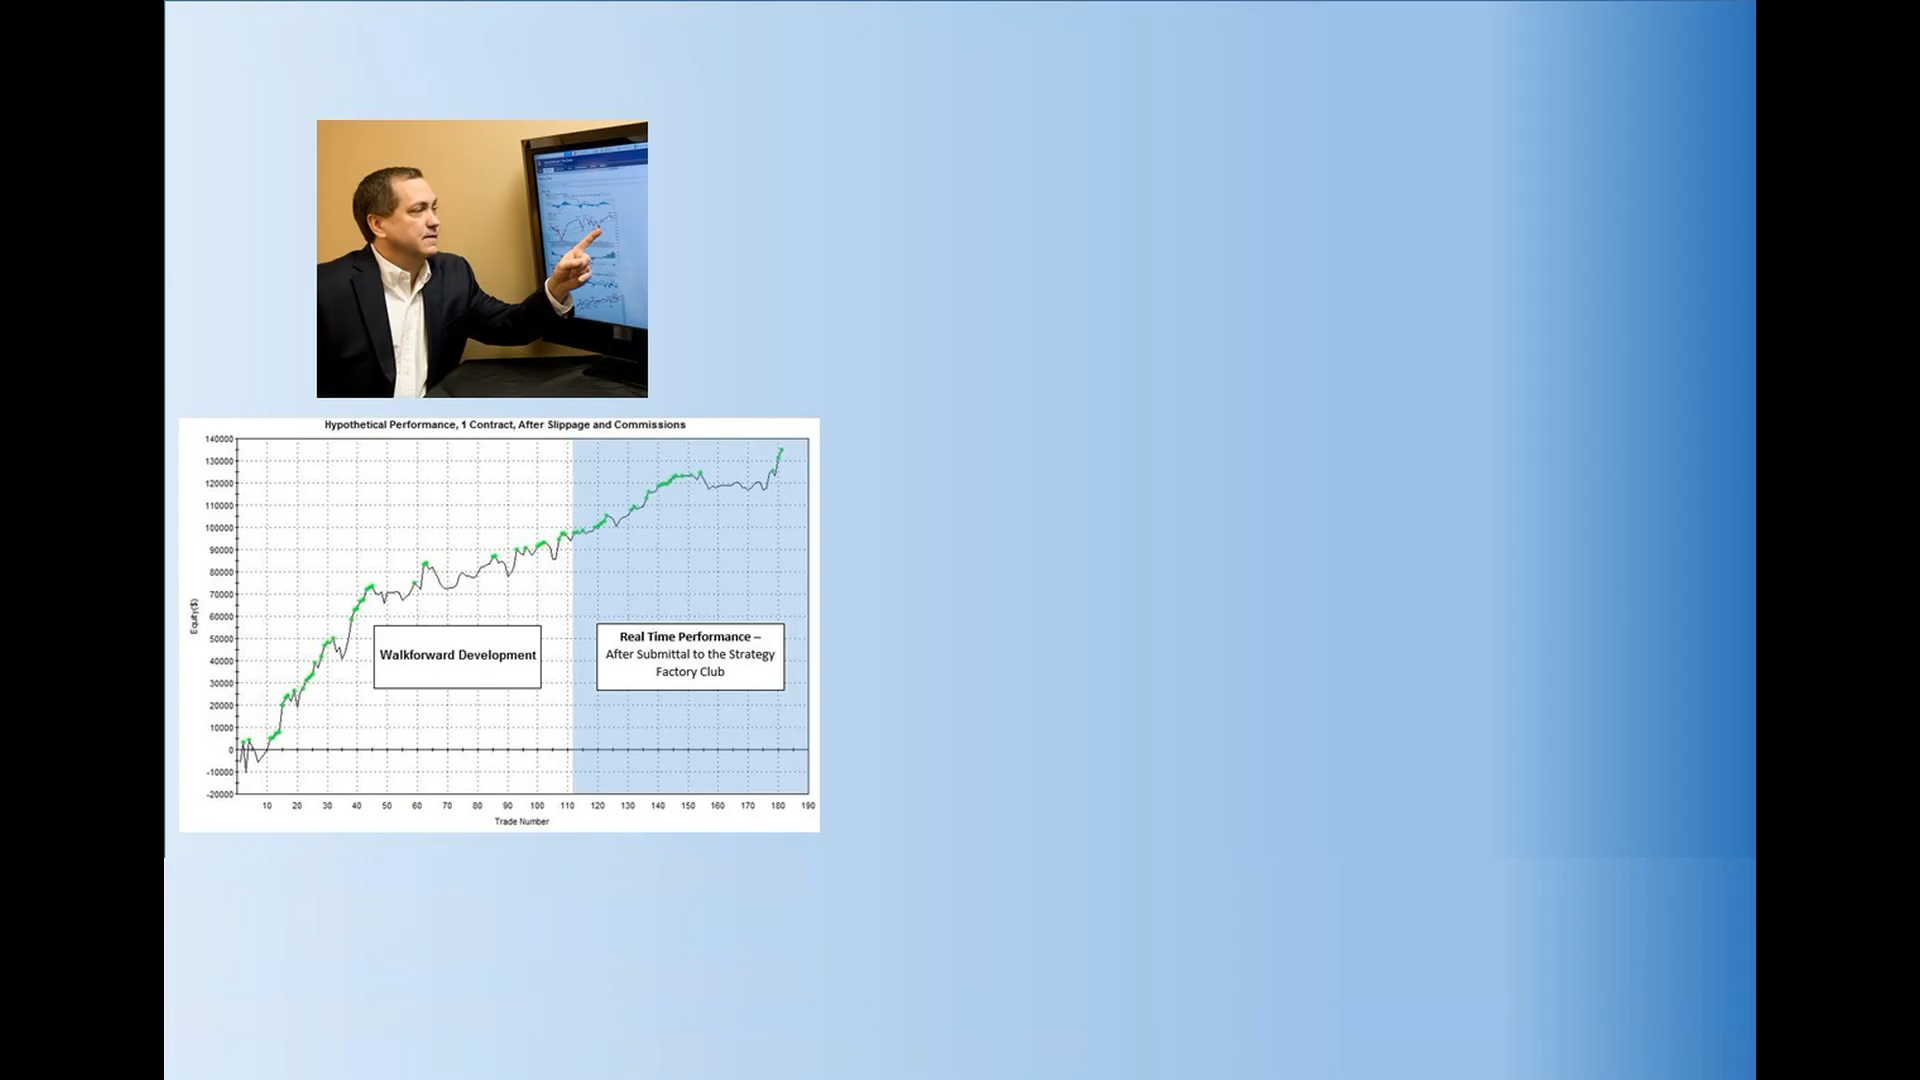 Hypothetical Performance, 1 Contract, After Slippage and Commissions
140000
130000
120000
110000
100000
90000
80000
70000
60000
50000
40000
30000
20000
10000
0
-10000
-20000
Equity($)
Walkforward Development
Real Time Performance –
After Submittal to the Strategy
Factory Club
10 20 30 40 50 60 70 80 90 100 110 120 130 140 150 160 170 180 190
Trade Number